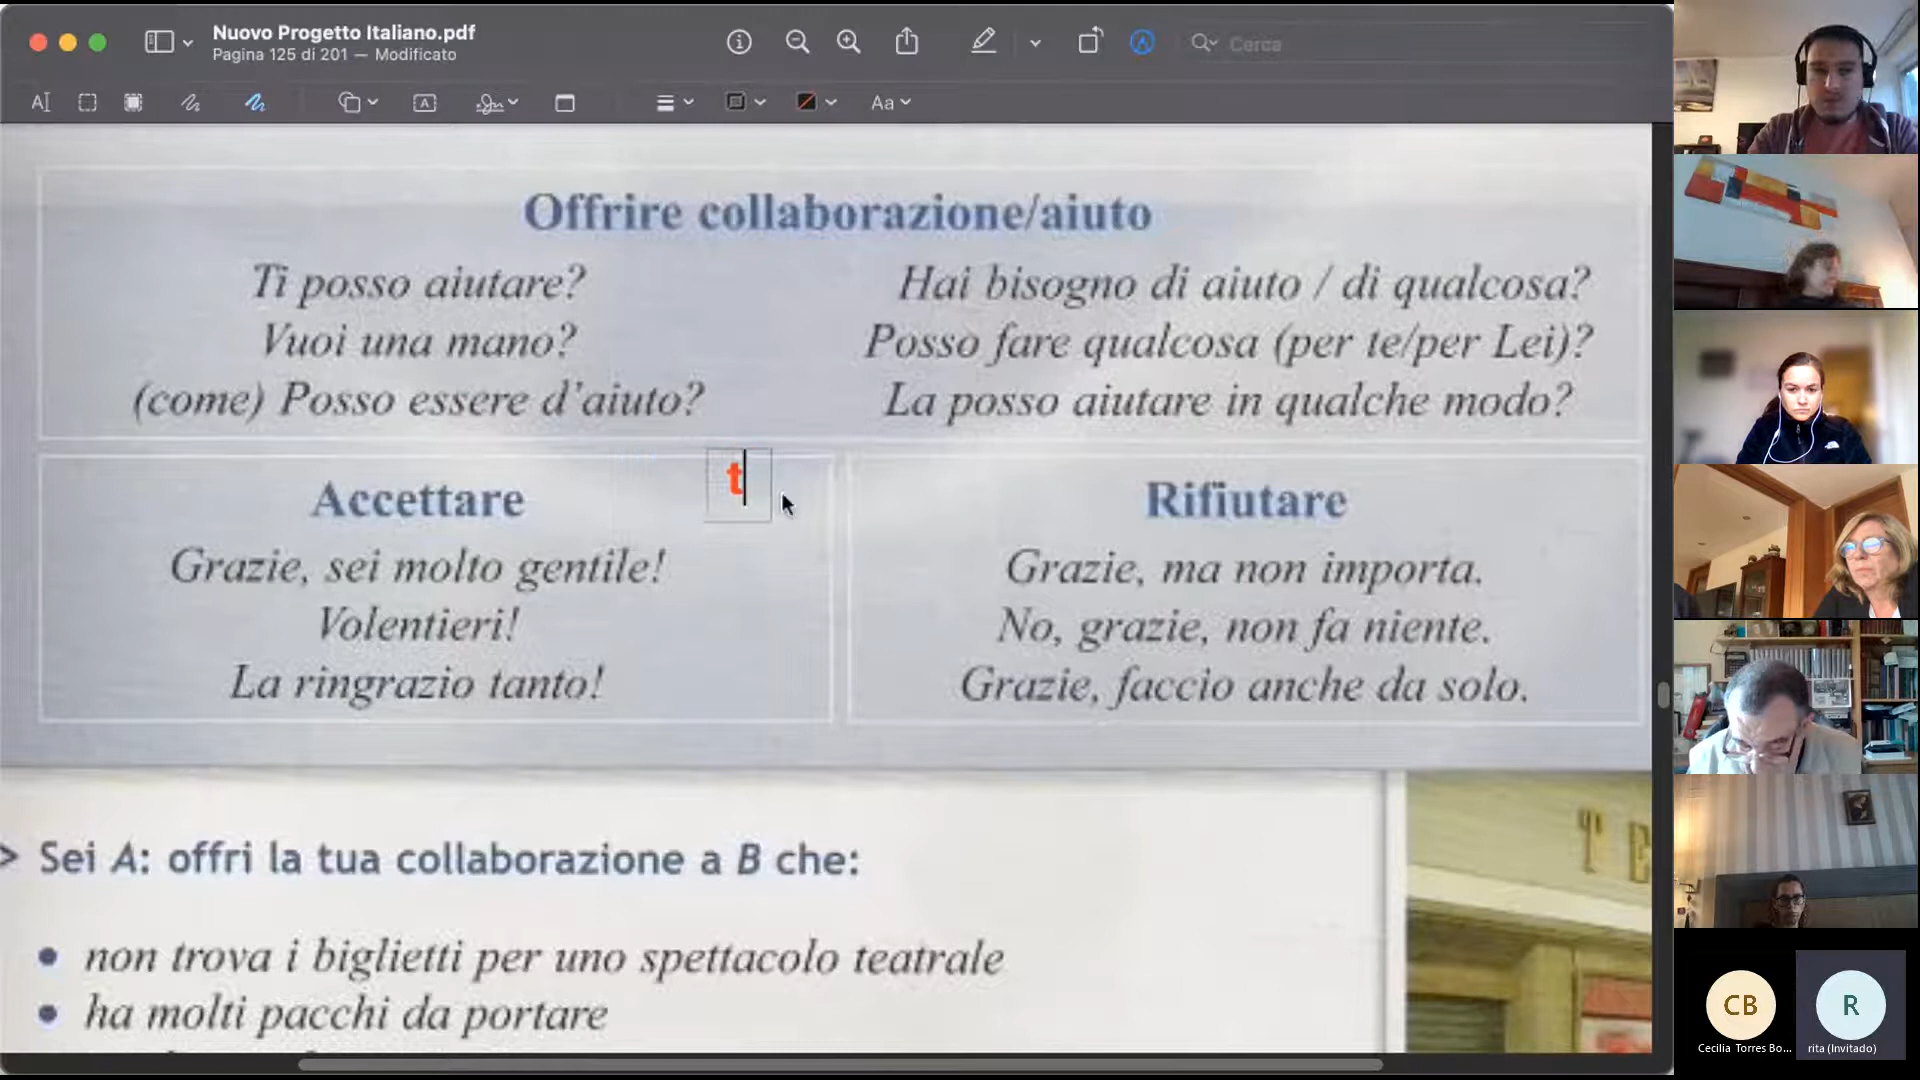 Nuovo Progetto Italiano.pdf
Pagina 125 di 201 — Modificato
Cerca
Aa
Offrire collaborazione/aiuto
Ti posso aiutare?
Hai bisogno di aiuto / di qualcosa?
Vuoi una mano?
Posso fare qualcosa (per te/per Lei)?
(come) Posso essere d'aiuto?
La posso aiutare in qualche modo?
t
Accettare
Grazie, sei molto gentile!
Volentieri!
La ringrazio tanto!
Rifiutare
Grazie, ma non importa.
No, grazie, non fa niente.
Grazie, faccio anche da solo.
> Sei A: offri la tua collaborazione a B che:
• non trova i biglietti per uno spettacolo teatrale
• ha molti pacchi da portare
TE
CB
Cecilia Torres Bo...
R
rita (Invitado)